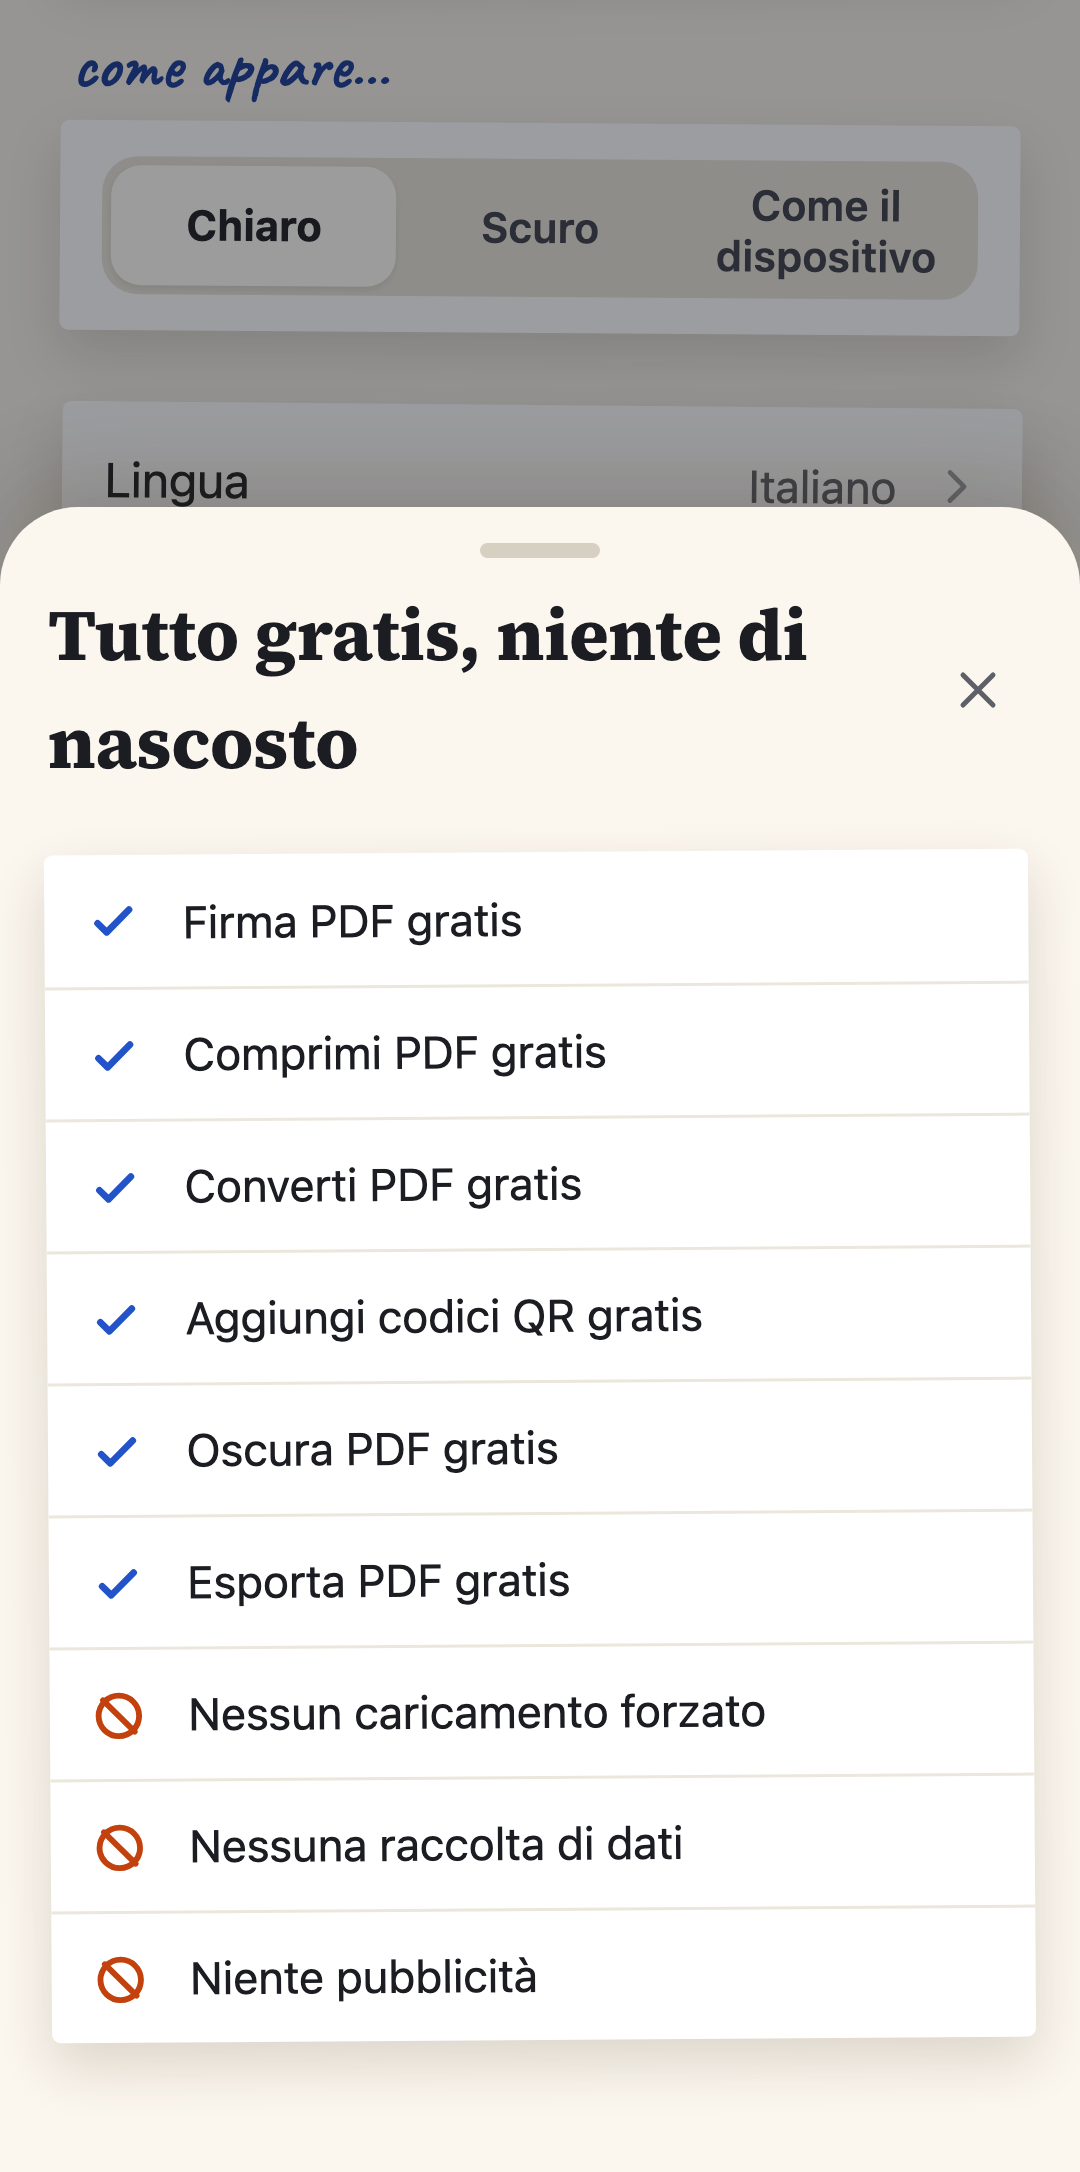 come appare...
Chiaro
Scuro
Come il
dispositivo
Lingua
Italiano
Tutto gratis, niente di
nascosto
Firma PDF gratis
Comprimi PDF gratis
Converti PDF gratis
Aggiungi codici QR gratis
Oscura PDF gratis
Esporta PDF gratis
Nessun caricamento forzato
Nessuna raccolta di dati
Niente pubblicità